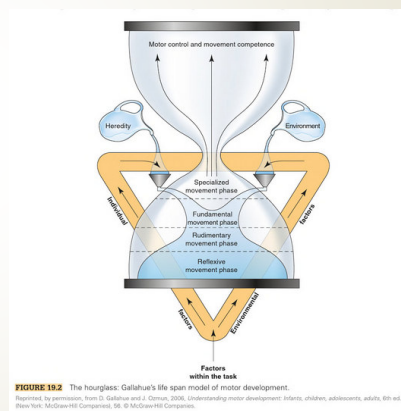 Motor control and movement competence
Heredity
Environment
Specialized
movement phase
Fundamental
movement phase
Rudimentary
movement phase
Reflexive
movement phase
Individual
factors
factors
Environmental
Factors
within the task
FIGURE 19.2 The hourglass: Gallahue's life span model of motor development.
Reprinted, by permission, from D. Gallahue and J. Ozmun, 2006, Understanding motor development: Infants, children, adolescents, adults, 6th ed.
(New York: McGraw-Hill Companies), 56. © McGraw-Hill Companies.